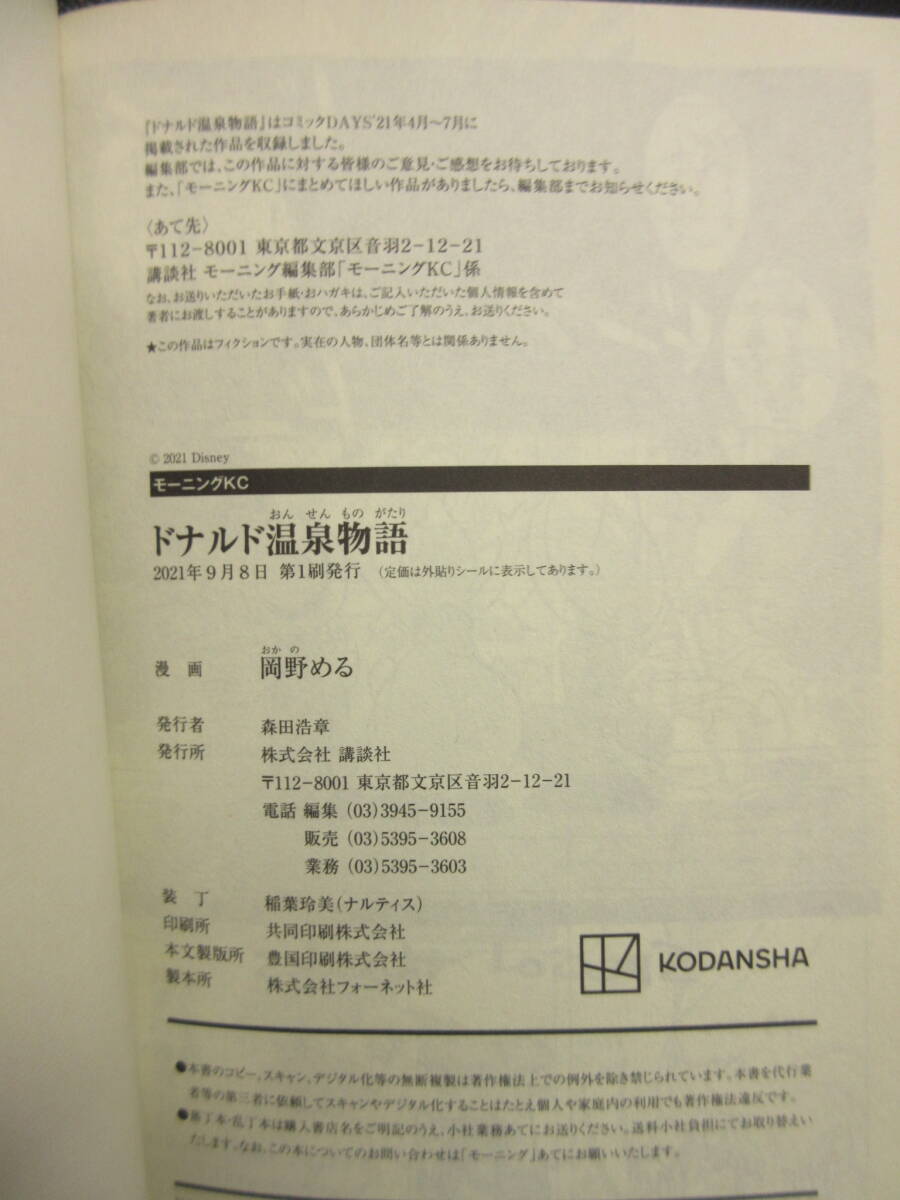 『ドナルド温泉物語』はコミックDAYS'21年4月〜7月に
掲載された作品を収録しました。
編集部では、この作品に対する皆様のご意見・ご感想をお待ちしております。
また、「モーニングKC」にまとめてほしい作品がありましたら、編集部までお知らせください。
〈あて先〉
〒112-8001 東京都文京区音羽2-12-21
講談社 モーニング編集部「モーニングKC」係
なお、お送りいただいたお手紙・おハガキは、ご記入いただいた個人情報を含めて
著者にお渡しすることがありますので、あらかじめご了解のうえ、お送りください。
★この作品はフィクションです。実在の人物、団体名等とは関係ありません。
© 2021 Disney
モーニングKC
おん せん もの がたり
ドナルド温泉物語
2021年9月8日 第1刷発行 (定価は外貼りシールに表示してあります。)
おか の
漫 画 岡野める
発行者 森田浩章
発行所 株式会社 講談社
〒112-8001 東京都文京区音羽2-12-21
電話 編集 (03)3945-9155
販売 (03)5395-3608
業務 (03)5395-3603
装 丁 稲葉玲美(ナルティス)
印刷所 共同印刷株式会社
本文製版所 豊国印刷株式会社
製本所 株式会社フォーネット社
KODANSHA
●本書のコピー、スキャン、デジタル化等の無断複製は著作権法上での例外を除き禁じられています。本書を代行業
者等の第三者に依頼してスキャンやデジタル化することはたとえ個人や家庭内の利用でも著作権法違反です。
●落丁本・乱丁本は購入書店名をご明記のうえ、小社業務あてにお送りください。送料小社負担にてお取り替えい
たします。なお、この本についてのお問い合わせは「モーニング」あてにお願いいたします。